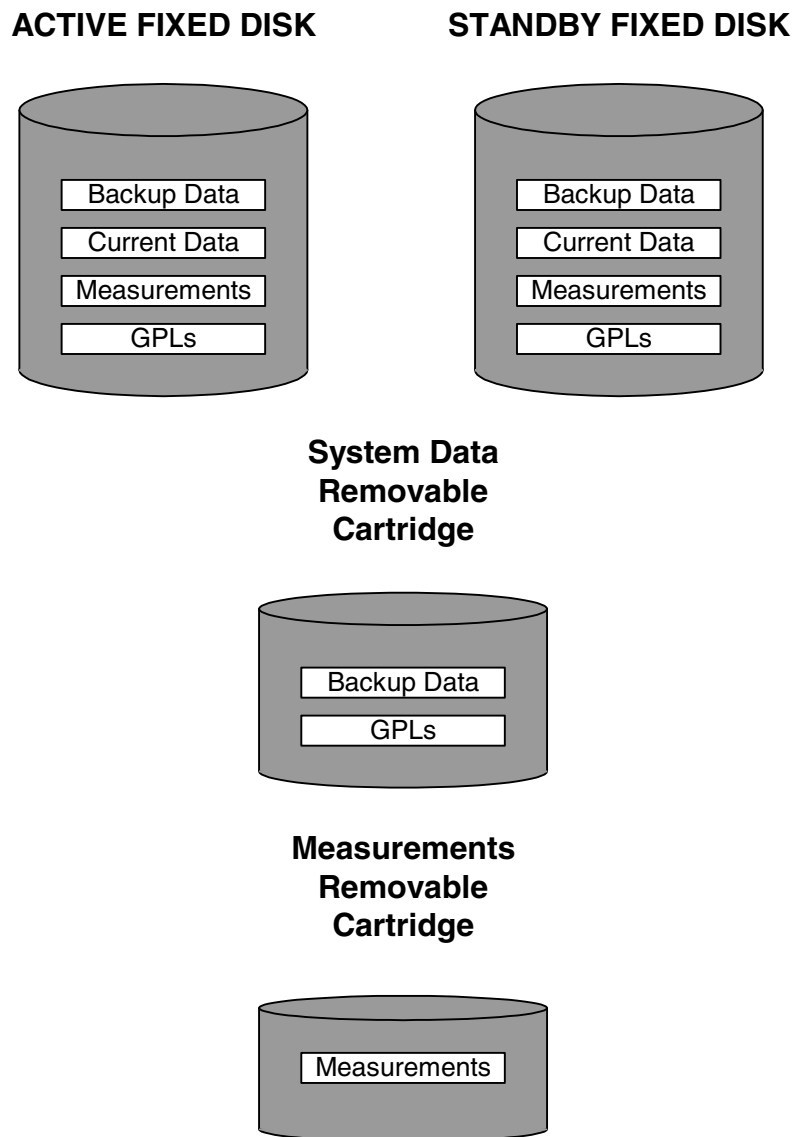 ACTIVE FIXED DISK
STANDBY FIXED DISK
Backup Data
Current Data
Measurements
GPLs
Backup Data
Current Data
Measurements
GPLs
System Data
Removable
Cartridge
Backup Data
GPLs
Measurements
Removable
Cartridge
Measurements